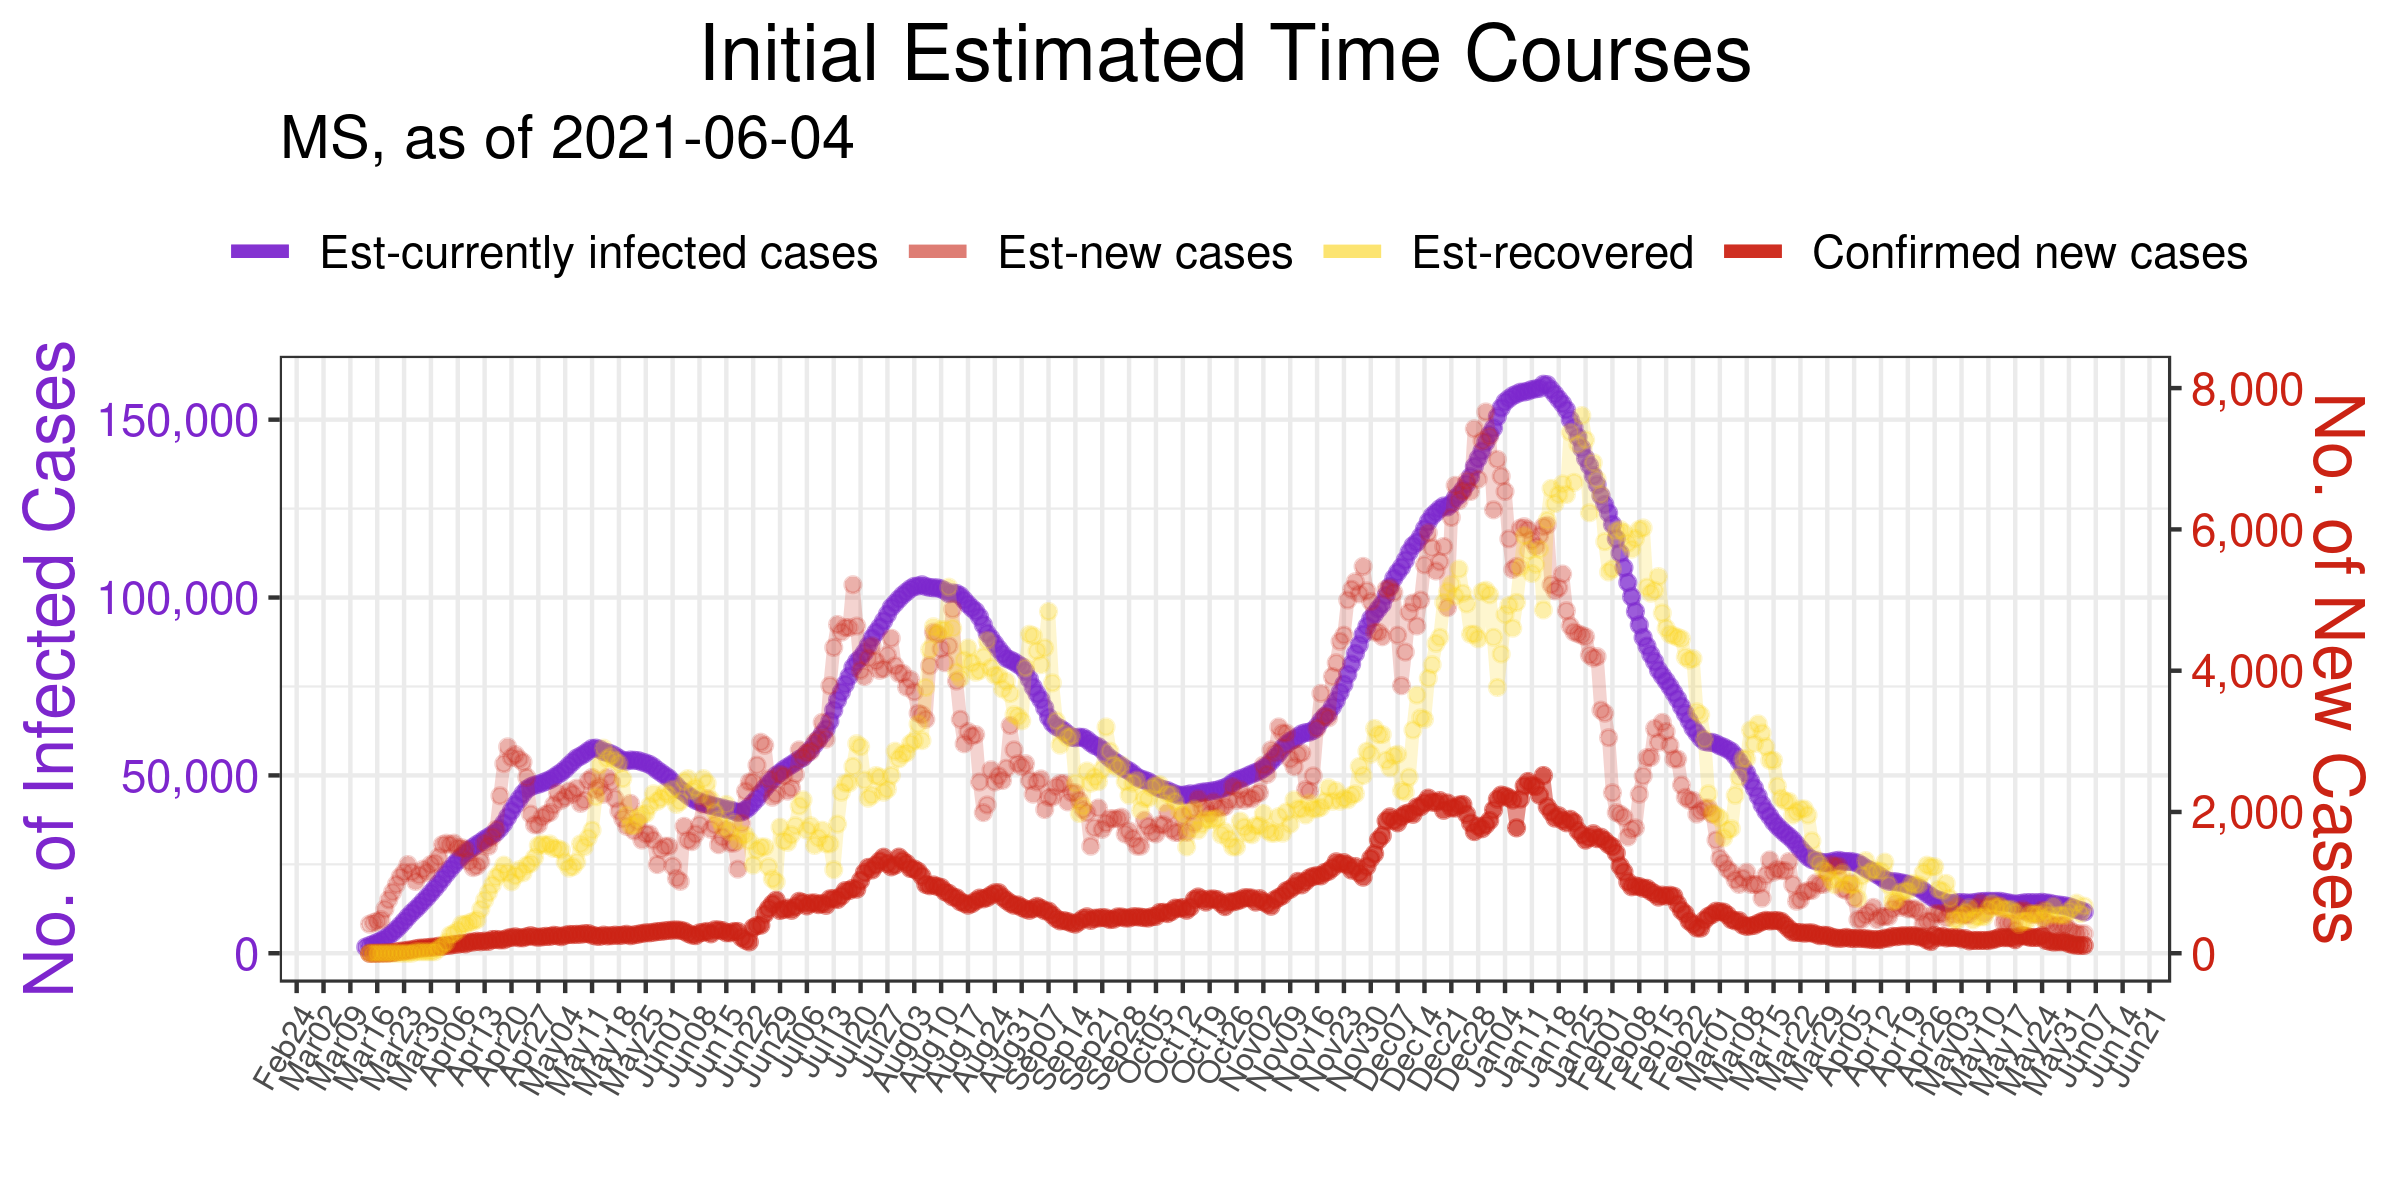 Initial Estimated Time Courses
MS, as of 2021-06-04
Est-currently infected cases Est-new cases Est-recovered Confirmed new cases
No. of Infected Cases
150,000
100,000
50,000
0
8,000
6,000
4,000
2,000
0
No. of New Cases
Feb24 Mar02 Mar09 Mar16 Mar23 Mar30 Apr06 Apr13 Apr20 Apr27 May04 May11 May18 May25 Jun01 Jun08 Jun15 Jun22 Jun29 Jul06 Jul13 Jul20 Jul27 Aug03 Aug10 Aug17 Aug24 Aug31 Sep07 Sep14 Sep21 Sep28 Oct05 Oct12 Oct19 Oct26 Nov02 Nov09 Nov16 Nov23 Nov30 Dec07 Dec14 Dec21 Dec28 Jan04 Jan11 Jan18 Jan25 Feb01 Feb08 Feb15 Feb22 Mar01 Mar08 Mar15 Mar22 Mar29 Apr05 Apr12 Apr19 Apr26 May03 May10 May17 May24 May31 Jun07 Jun14 Jun21